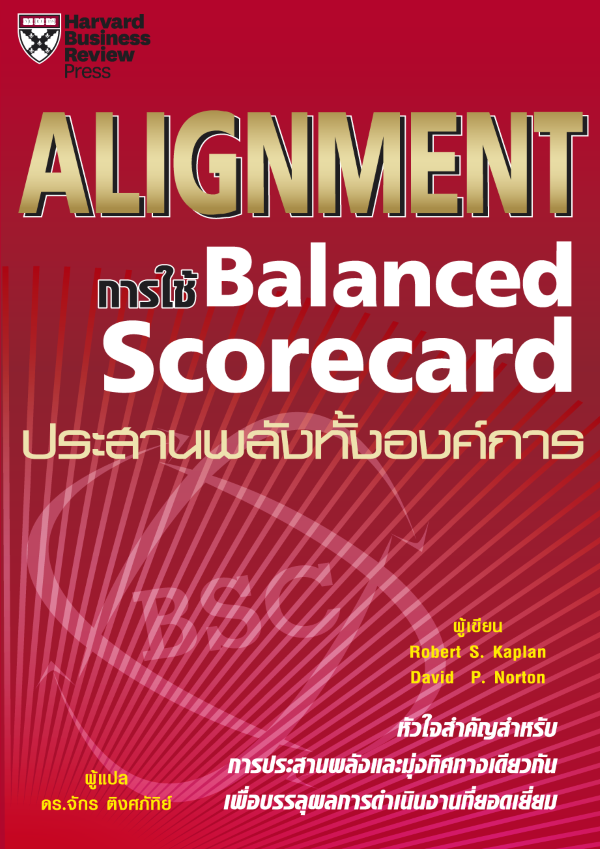 Harvard
Business
Review
Press
ALIGNMENT
การใช้ Balanced
Scorecard
ประสานพลังทั้งองค์การ
BSC
ผู้เขียน
Robert S. Kaplan
David P. Norton
หัวใจสำคัญสำหรับ
การประสานพลังและมุ่งทิศทางเดียวกัน
เพื่อบรรลุผลการดำเนินงานที่ยอดเยี่ยม
ผู้แปล
ดร.จักร ติงศภัทิย์